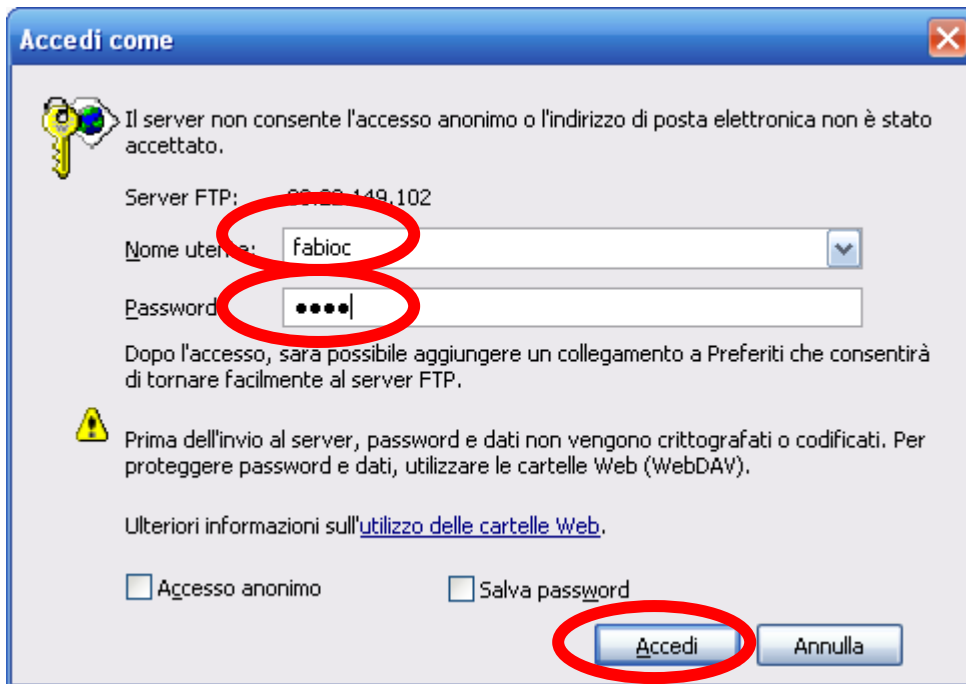 Accedi come
Il server non consente l'accesso anonimo o l'indirizzo di posta elettronica non è stato
accettato.
Server FTP: .149.102
Nome utente: fabioc
Password ●●●●
Dopo l'accesso, sarà possibile aggiungere un collegamento a Preferiti che consentirà
di tornare facilmente al server FTP.
Prima dell'invio al server, password e dati non vengono crittografati o codificati. Per
proteggere password e dati, utilizzare le cartelle Web (WebDAV).
Ulteriori informazioni sull'utilizzo delle cartelle Web.
Accesso anonimo Salva password
Accedi Annulla